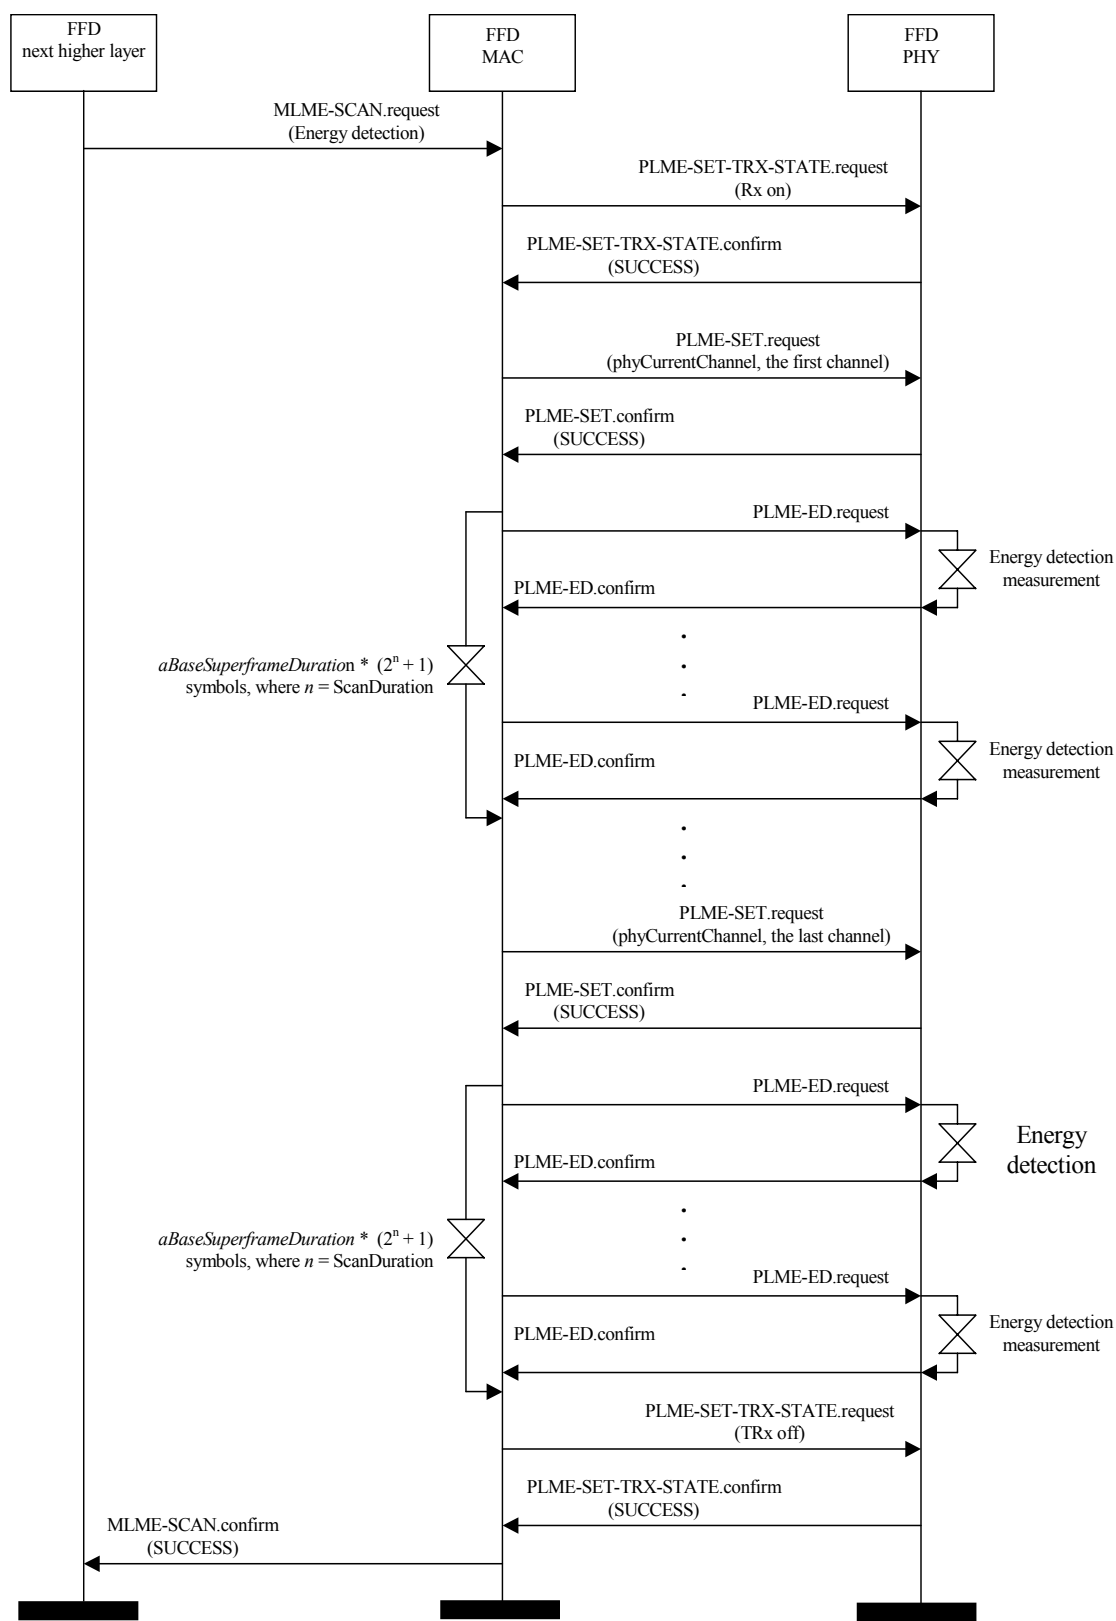 FFD
next higher layer
FFD
MAC
FFD
PHY
MLME-SCAN.request
(Energy detection)
PLME-SET-TRX-STATE.request
(Rx on)
PLME-SET-TRX-STATE.confirm
(SUCCESS)
PLME-SET.request
(phyCurrentChannel, the first channel)
PLME-SET.confirm
(SUCCESS)
PLME-ED.request
Energy detection
measurement
PLME-ED.confirm
aBaseSuperframeDuration * (2ⁿ + 1)
symbols, where n = ScanDuration
PLME-ED.request
Energy detection
measurement
PLME-ED.confirm
PLME-SET.request
(phyCurrentChannel, the last channel)
PLME-SET.confirm
(SUCCESS)
PLME-ED.request
Energy
detection
PLME-ED.confirm
aBaseSuperframeDuration * (2ⁿ + 1)
symbols, where n = ScanDuration
PLME-ED.request
Energy detection
measurement
PLME-ED.confirm
PLME-SET-TRX-STATE.request
(TRx off)
PLME-SET-TRX-STATE.confirm
(SUCCESS)
MLME-SCAN.confirm
(SUCCESS)